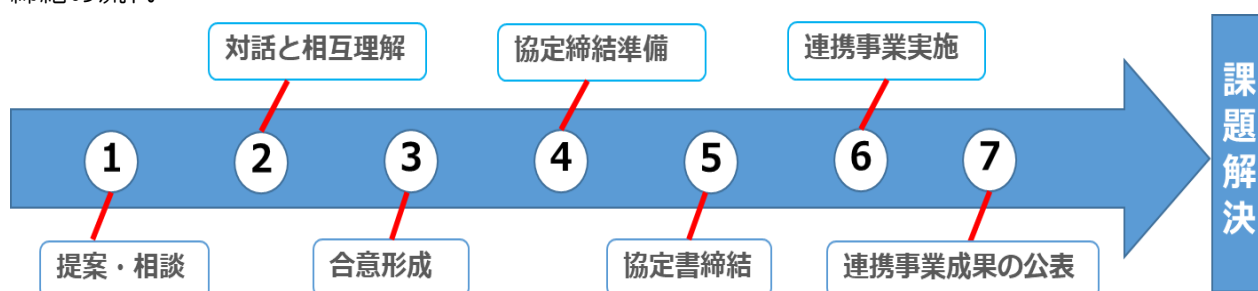 対話と相互理解
協定締結準備
連携事業実施
1
2
3
4
5
6
7
提案・相談
合意形成
協定書締結
連携事業成果の公表
課題解決